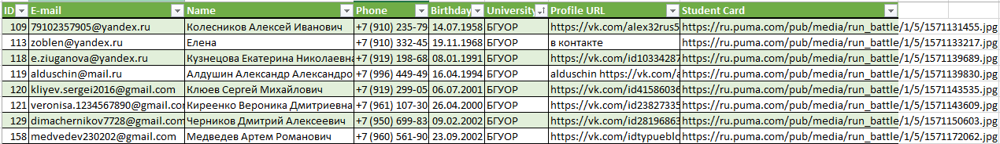 ID E-mail Name Phone Birthday University Profile URL Student Card
109 79102357905@yandex.ru Колесников Алексей Иванович +7 (910) 235-79 14.07.1958 БГУОР https://vk.com/alex32rus5 https://ru.puma.com/pub/media/run_battle/1/5/1571131455.jpg
113 zoblen@yandex.ru Елена +7 (910) 332-45 19.11.1968 БГУОР в контакте https://ru.puma.com/pub/media/run_battle/1/5/1571133217.jpg
118 e.ziuganova@yandex.ru Кузнецова Екатерина Николаевна +7 (919) 198-68 08.01.1991 БГУОР https://vk.com/id10334287 https://ru.puma.com/pub/media/run_battle/1/5/1571139689.jpg
119 alduschin@mail.ru Алдушин Александр Александро +7 (996) 449-49 16.04.1994 БГУОР alduschin https://vk.com/a https://ru.puma.com/pub/media/run_battle/1/5/1571139830.jpg
120 kliyev.sergei2016@gmail.com Клюев Сергей Михайлович +7 (919) 299-05 06.07.2001 БГУОР https://vk.com/id41586036 https://ru.puma.com/pub/media/run_battle/1/5/1571143535.jpg
121 veronisa.1234567890@gmail.com Киреенко Вероника Дмитриевна +7 (961) 107-30 26.04.2000 БГУОР https://vk.com/id23827335 https://ru.puma.com/pub/media/run_battle/1/5/1571143609.jpg
129 dimachernikov7728@gmail.com Черников Дмитрий Алексеевич +7 (950) 699-83 09.02.2002 БГУОР https://vk.com/id28196863 https://ru.puma.com/pub/media/run_battle/1/5/1571150603.jpg
158 medvedev230202@gmail.com Медведев Артем Романович +7 (960) 561-90 23.09.2002 БГУОР https://vk.com/idtypueblo https://ru.puma.com/pub/media/run_battle/1/5/1571172062.jpg